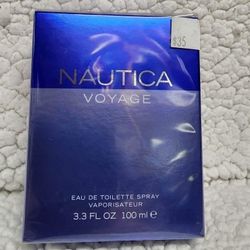 $35
NAUTICA
VOYAGE
EAU DE TOILETTE SPRAY
VAPORISATEUR
3.3 FL OZ 100 ml e